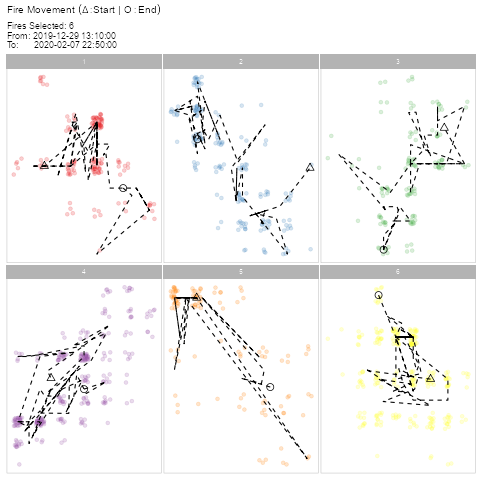 Fire Movement (Δ:Start | O:End)
Fires Selected: 6
From: 2019-12-29 13:10:00
To: 2020-02-07 22:50:00
1 2 3
4 5 6